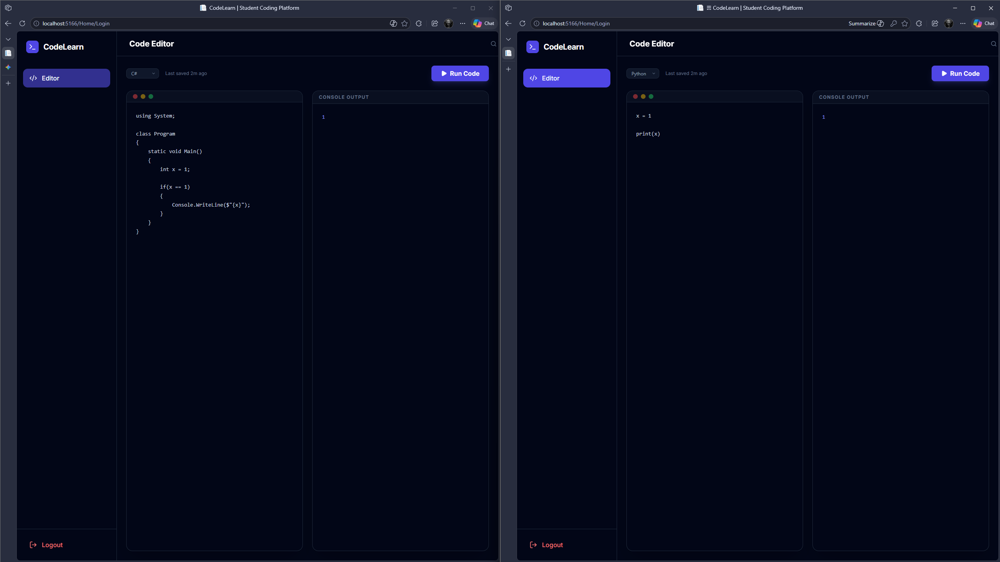 CodeLearn | Student Coding Platform
localhost:5166/Home/Login
Chat
CodeLearn
Code Editor
Editor
C#
Last saved 2m ago
Run Code
CONSOLE OUTPUT
using System;
class Program
{
    static void Main()
    {
        int x = 1;
        if(x == 1)
        {
            Console.WriteLine($"{x}");
        }
    }
}
1
Logout
☰ CodeLearn | Student Coding Platform
localhost:5166/Home/Login
Summarize
Chat
CodeLearn
Code Editor
Editor
Python
Last saved 2m ago
Run Code
CONSOLE OUTPUT
x = 1
print(x)
1
Logout